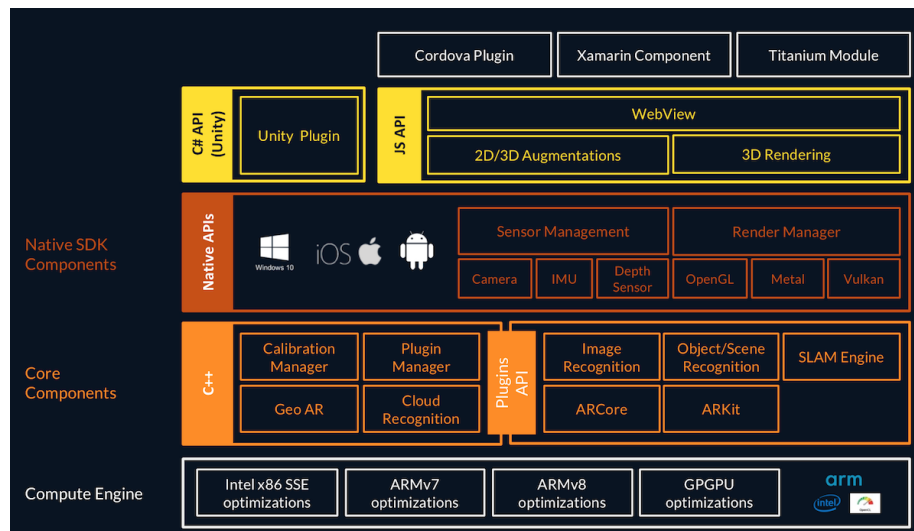 Cordova Plugin
Xamarin Component
Titanium Module
C# API
(Unity)
Unity Plugin
JS API
WebView
2D/3D Augmentations
3D Rendering
Native SDK
Components
Native APIs
Windows 10
iOS
Sensor Management
Render Manager
Camera
IMU
Depth
Sensor
OpenGL
Metal
Vulkan
Core
Components
C++
Calibration
Manager
Plugin
Manager
Geo AR
Cloud
Recognition
Plugins
API
Image
Recognition
Object/Scene
Recognition
SLAM Engine
ARCore
ARKit
Compute Engine
Intel x86 SSE
optimizations
ARMv7
optimizations
ARMv8
optimizations
GPGPU
optimizations
arm
intel